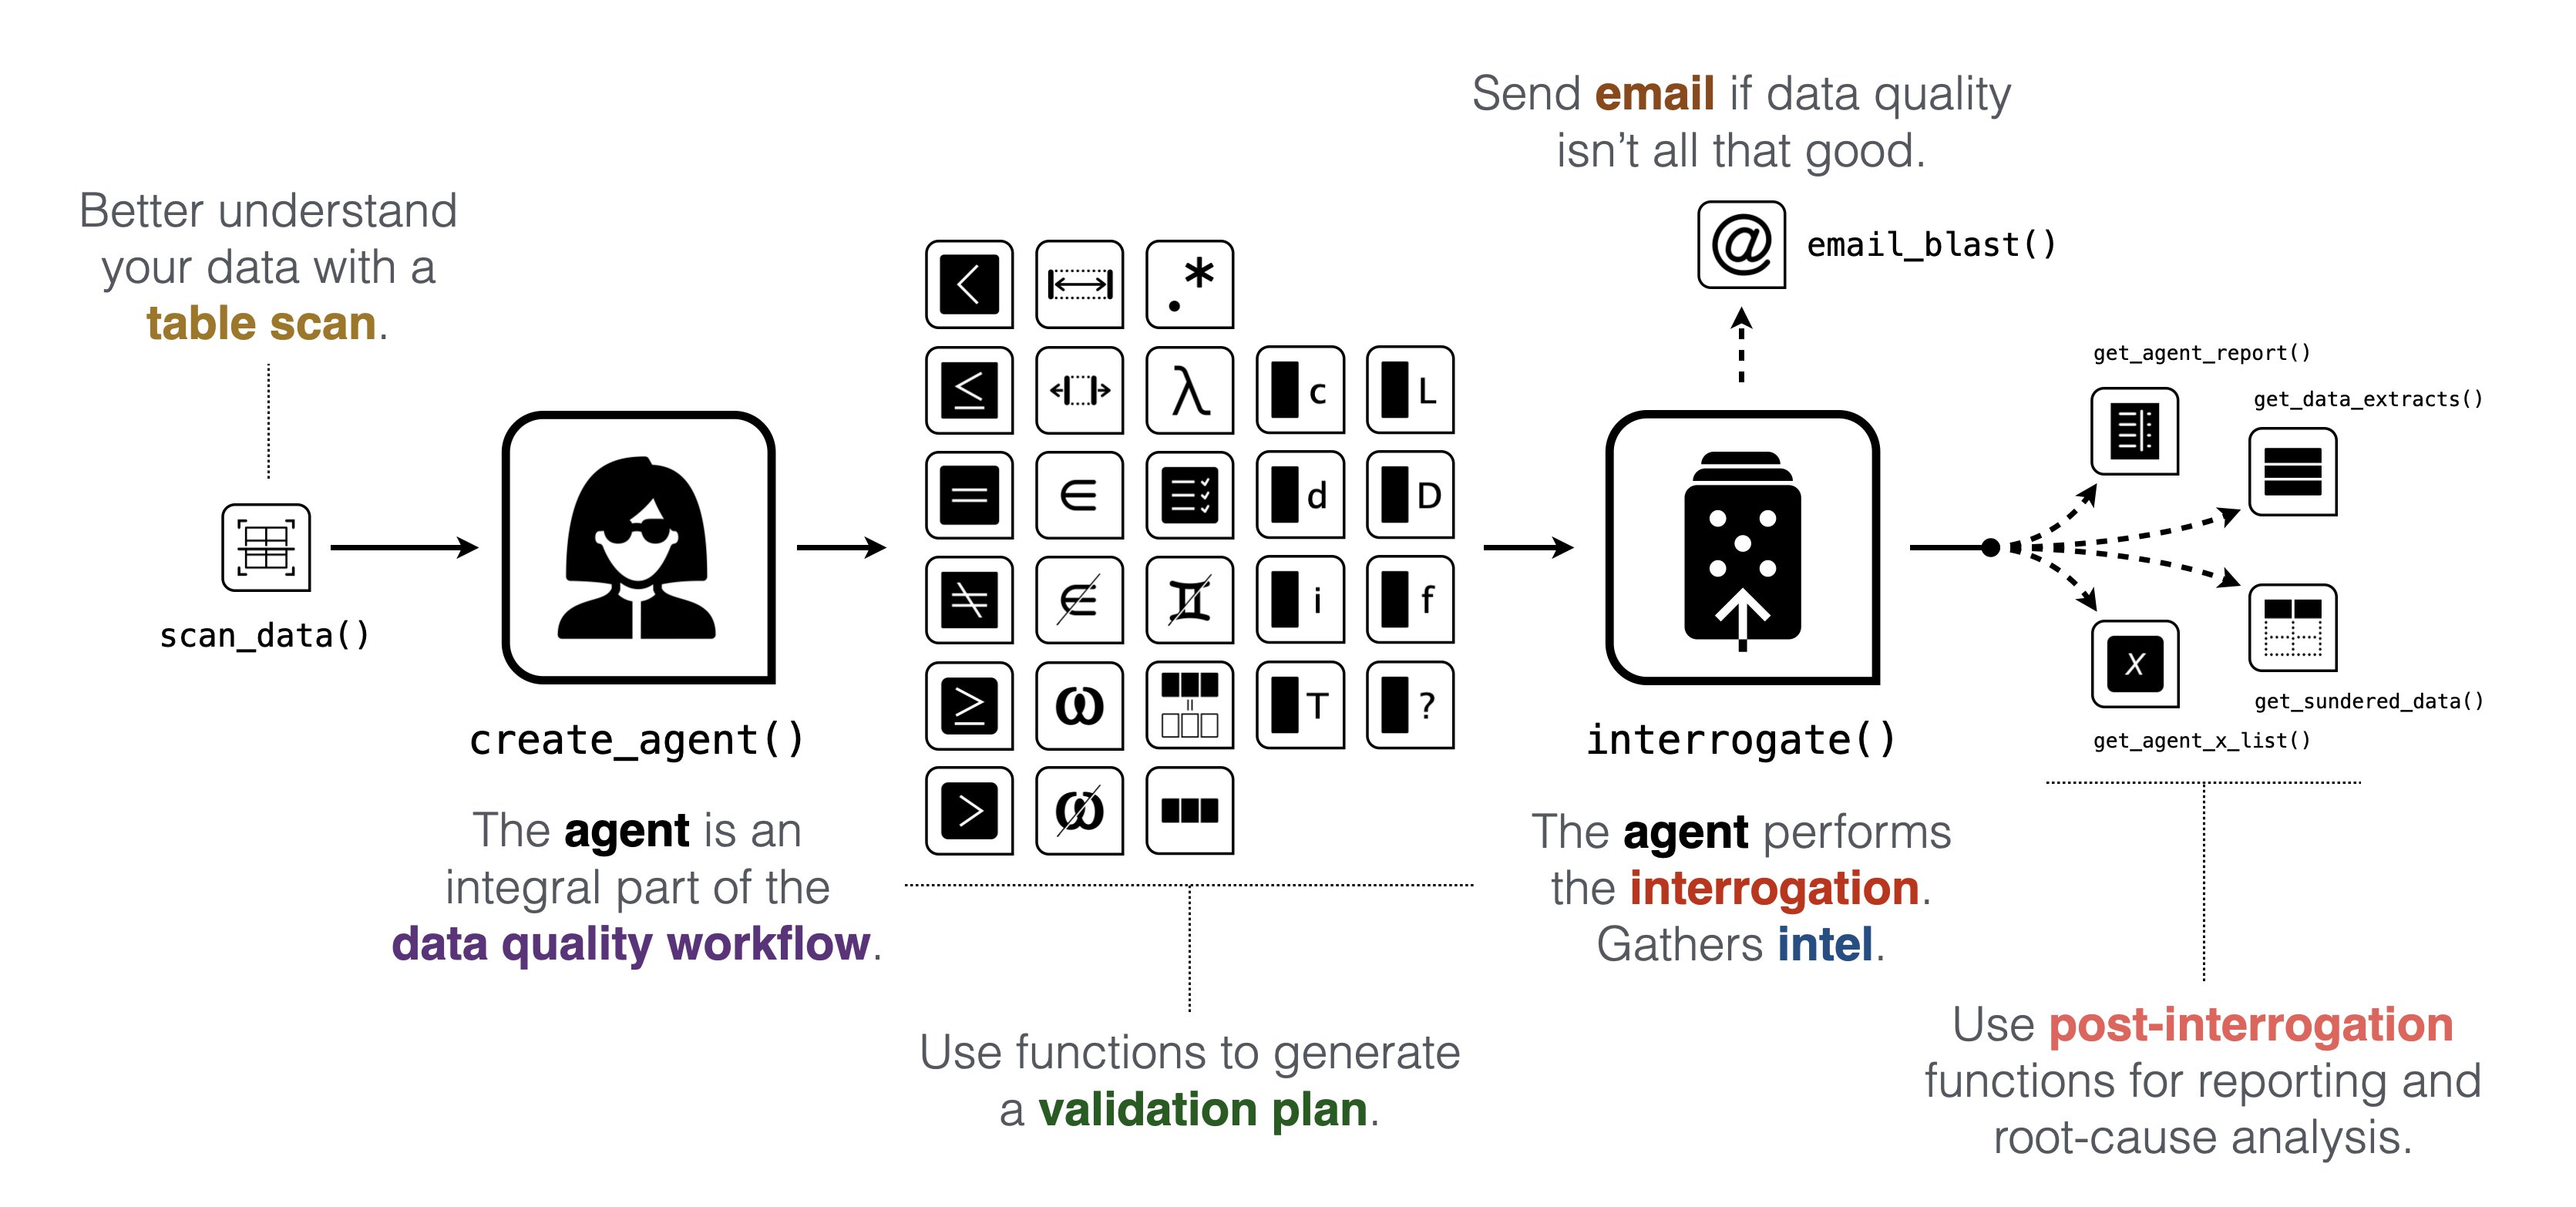 Better understand
your data with a
table scan.
scan_data()
create_agent()
The agent is an
integral part of the
data quality workflow.
< .*
≤ λ c L
= ∈ d D
≠ ∉ i f
≥ ω = T ?
> ω
Use functions to generate
a validation plan.
Send email if data quality
isn’t all that good.
@ email_blast()
interrogate()
The agent performs
the interrogation.
Gathers intel.
get_agent_report()
get_data_extracts()
x
get_sundered_data()
get_agent_x_list()
Use post-interrogation
functions for reporting and
root-cause analysis.